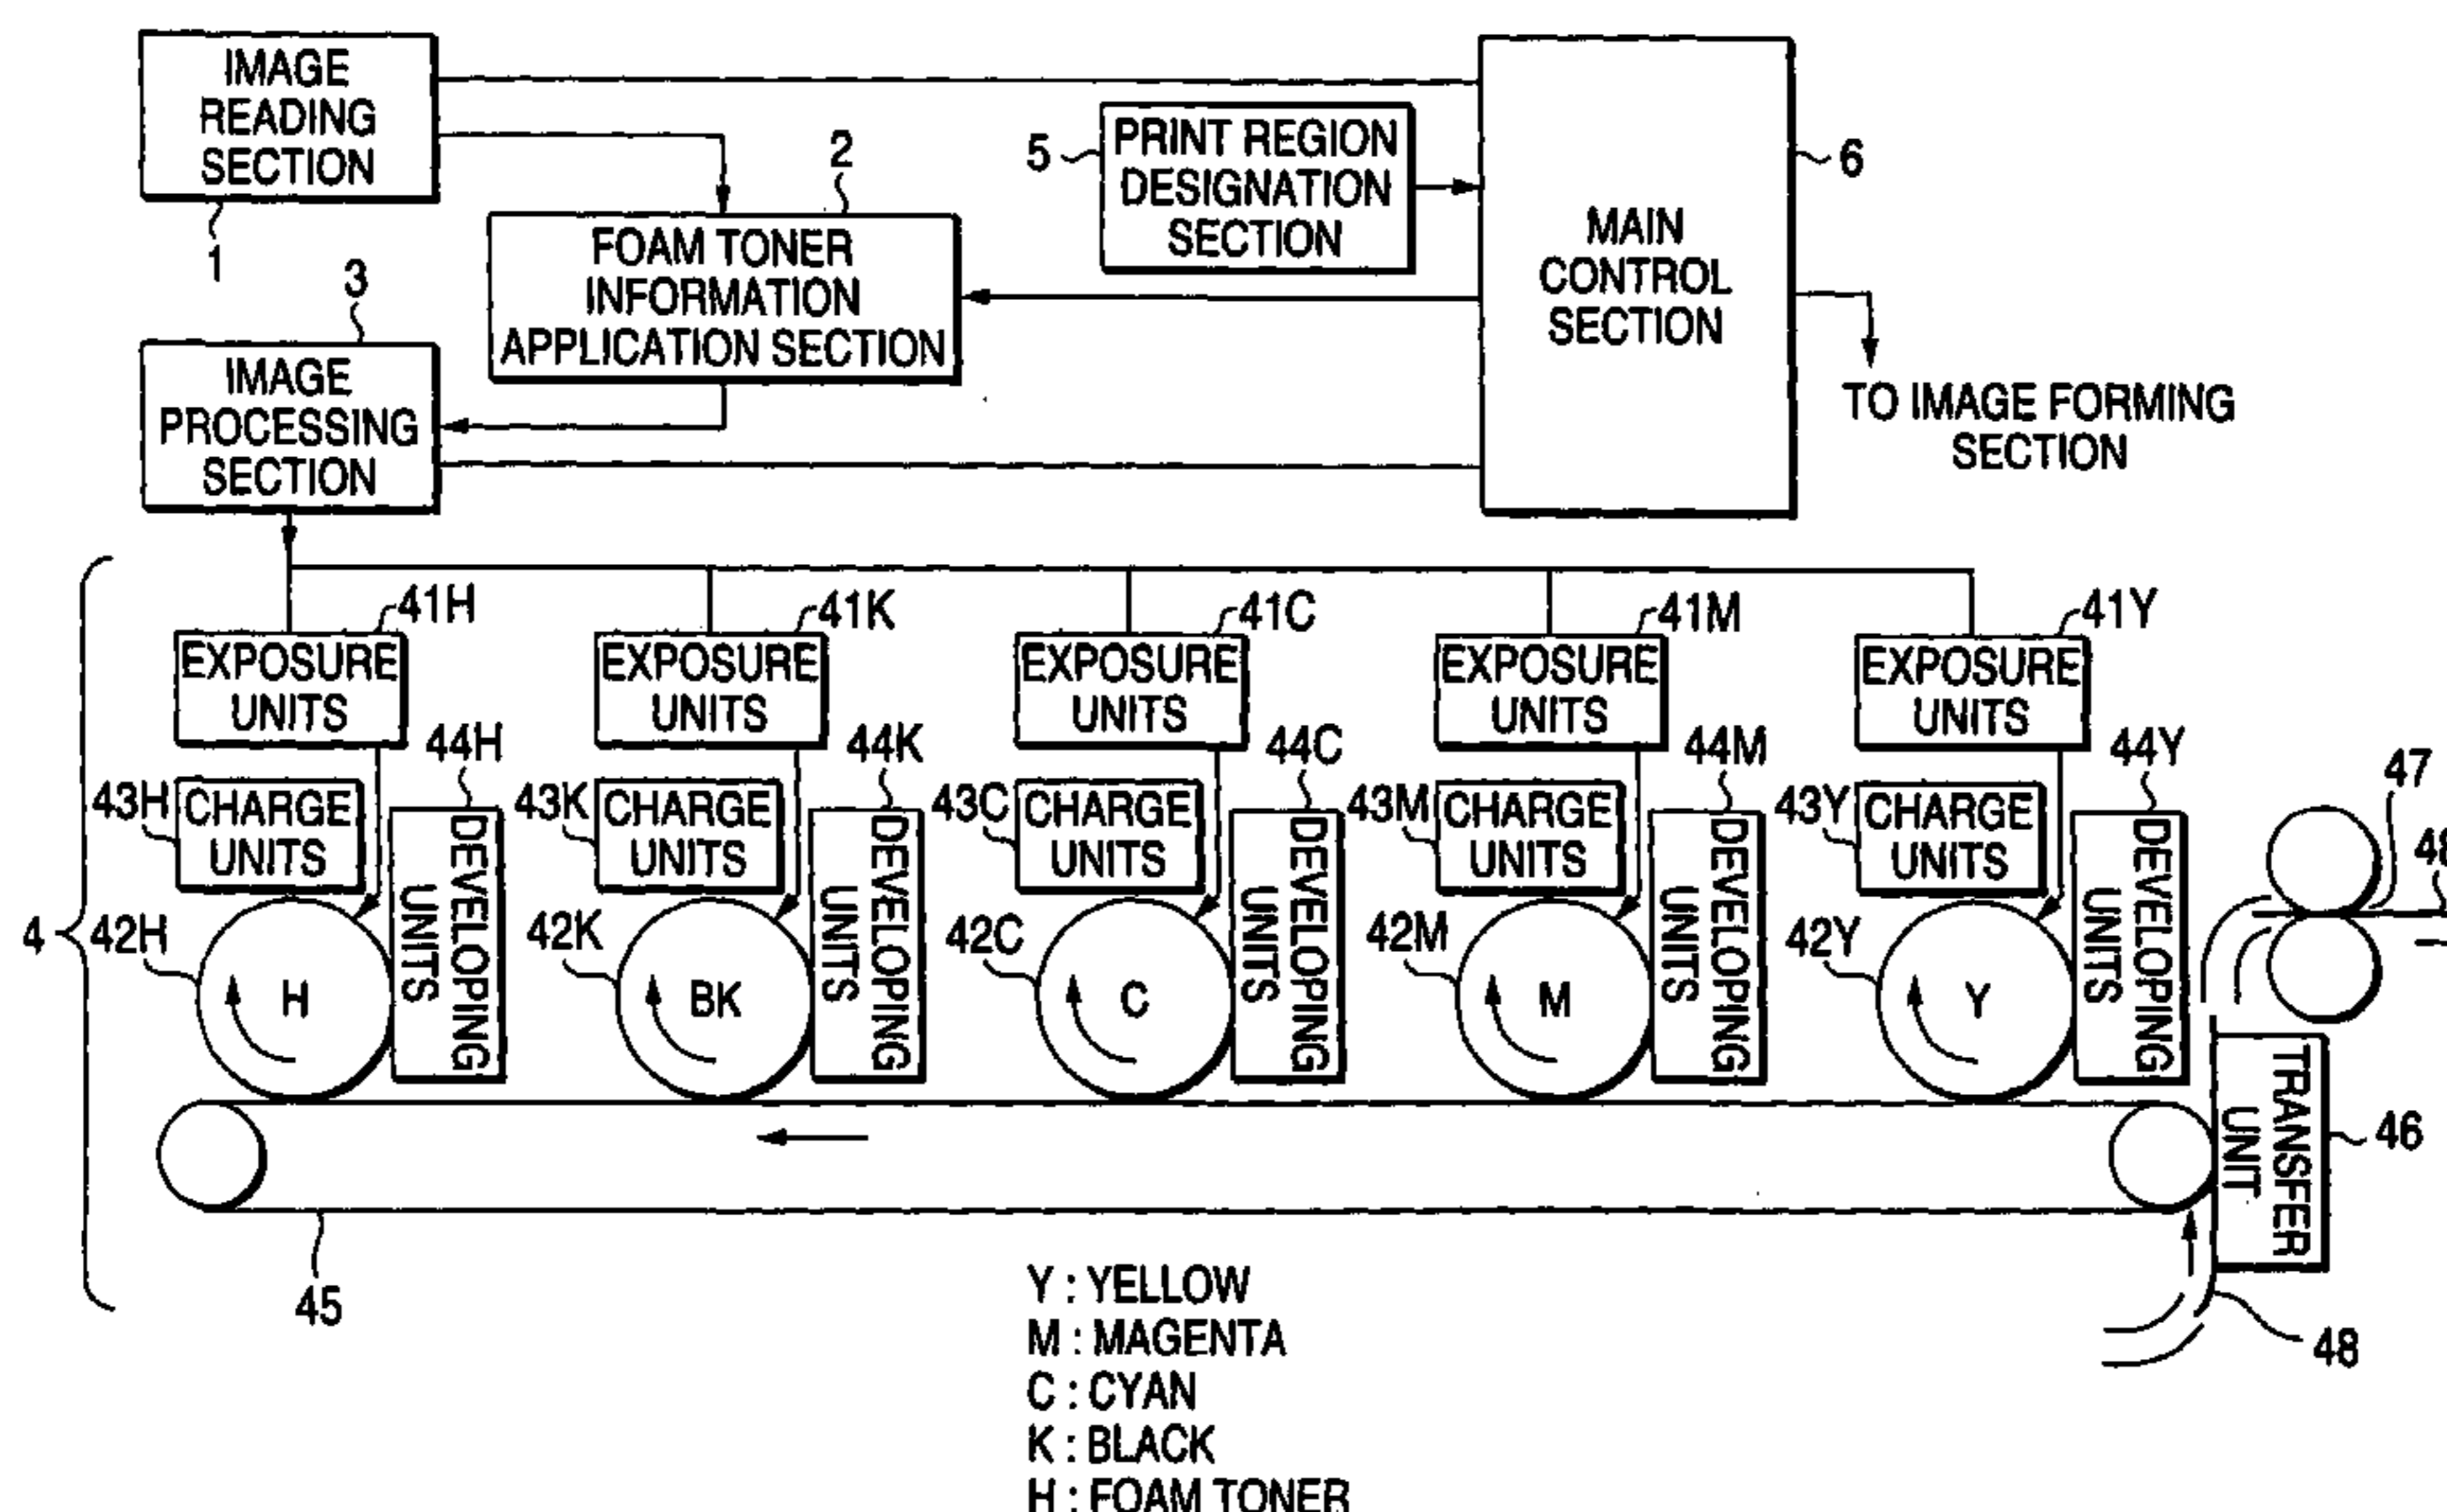 IMAGE
READING
SECTION
1
2
FOAM TONER
INFORMATION
APPLICATION SECTION
5
PRINT REGION
DESIGNATION
SECTION
MAIN
CONTROL
SECTION
6
TO IMAGE FORMING
SECTION
3
IMAGE
PROCESSING
SECTION
4
41H
EXPOSURE
UNITS
41K
EXPOSURE
UNITS
41C
EXPOSURE
UNITS
41M
EXPOSURE
UNITS
41Y
EXPOSURE
UNITS
43H
CHARGE
UNITS
44H
DEVELOPING
UNITS
43K
CHARGE
UNITS
44K
DEVELOPING
UNITS
43C
CHARGE
UNITS
44C
DEVELOPING
UNITS
43M
CHARGE
UNITS
44M
DEVELOPING
UNITS
43Y
CHARGE
UNITS
44Y
DEVELOPING
UNITS
47
42H
H
42K
BK
42C
C
42M
M
42Y
Y
TRANSFER
UNIT
46
45
48
Y : YELLOW
M : MAGENTA
C : CYAN
K : BLACK
H : FOAM TONER